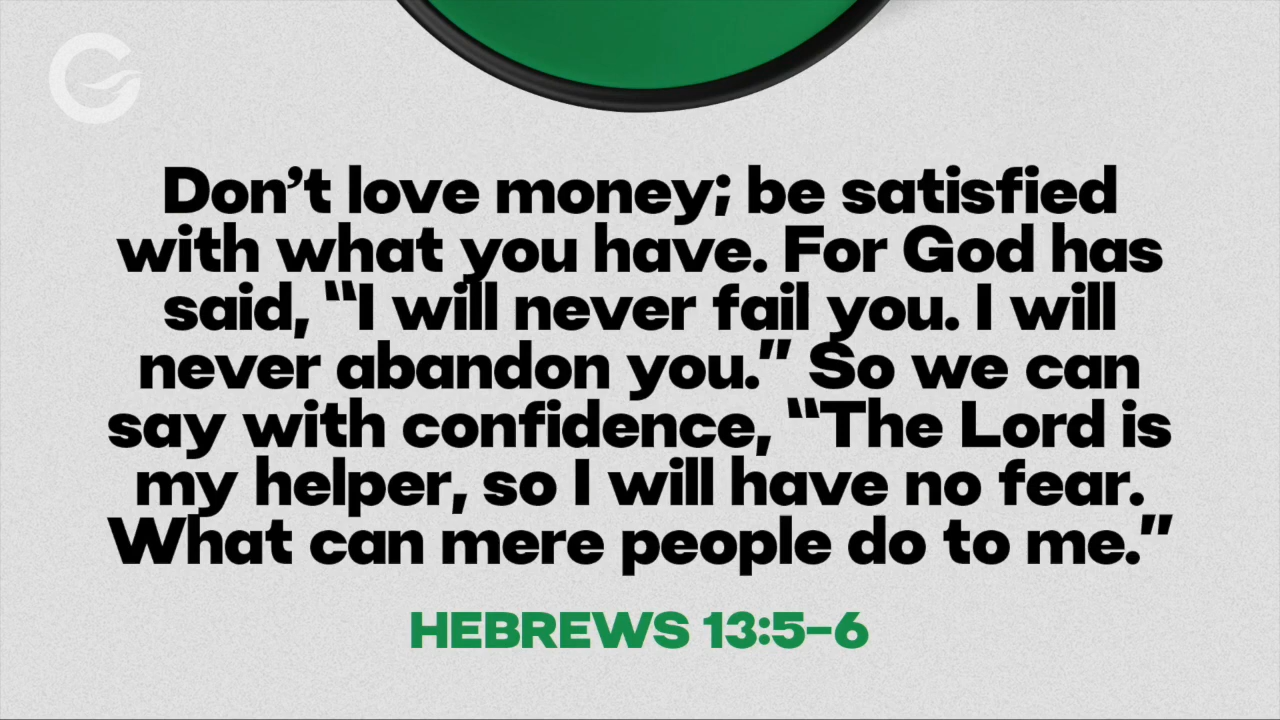 Don’t love money; be satisfied
with what you have. For God has
said, “I will never fail you. I will
never abandon you.” So we can
say with confidence, “The Lord is
my helper, so I will have no fear.
What can mere people do to me.”
HEBREWS 13:5–6